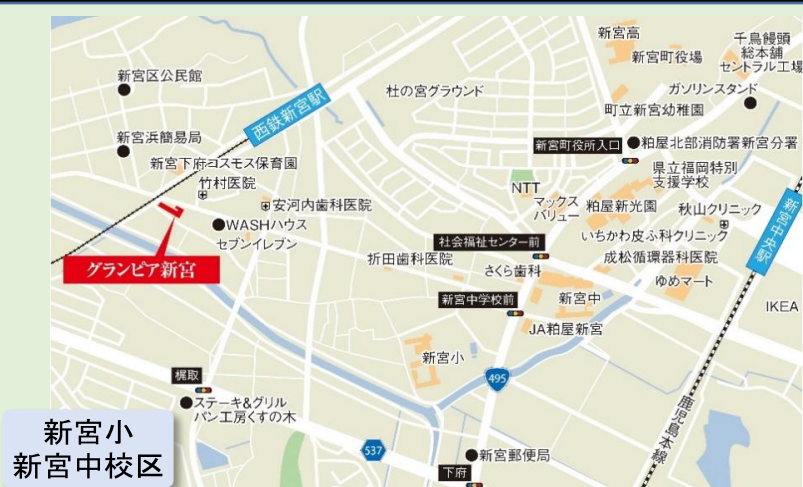 新宮高
千鳥饅頭
総本舗
セントラル工場
新宮町役場
新宮区公民館
ガソリンスタンド
杜の宮グラウンド
西鉄新宮駅
町立新宮幼稚園
新宮浜簡易局
新宮町役所入口
粕屋北部消防署新宮分署
新宮下府コスモス保育園
県立福岡特別
支援学校
竹村医院
NTT
マックス
バリュー
粕屋新光園
秋山クリニック
安河内歯科医院
WASHハウス
セブンイレブン
いちかわ皮ふ科クリニック
新宮中央駅
社会福祉センター前
折田歯科医院
成松循環器科医院
グランピア新宮
さくら歯科
ゆめマート
新宮中学校前
新宮中
IKEA
JA粕屋新宮
新宮小
梶取
495
鹿児島本線
ステーキ&グリル
パン工房くすの木
新宮小
新宮中校区
537
新宮郵便局
下府